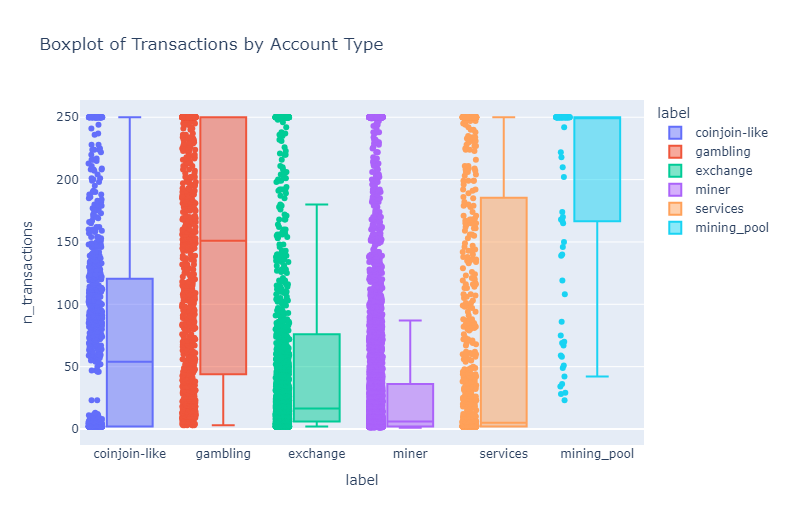 Boxplot of Transactions by Account Type
label
coinjoin-like
gambling
exchange
miner
services
mining_pool
250
200
150
100
50
0
n_transactions
coinjoin-like gambling exchange miner services mining_pool
label